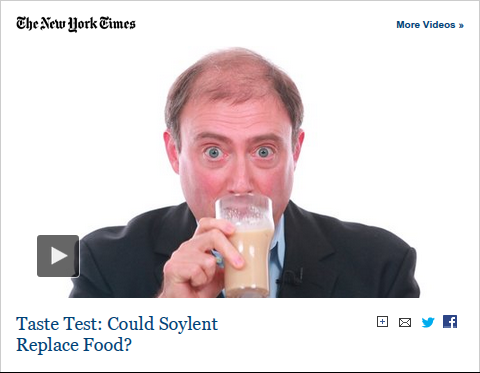 The New York Times
More Videos »
Taste Test: Could Soylent
Replace Food?